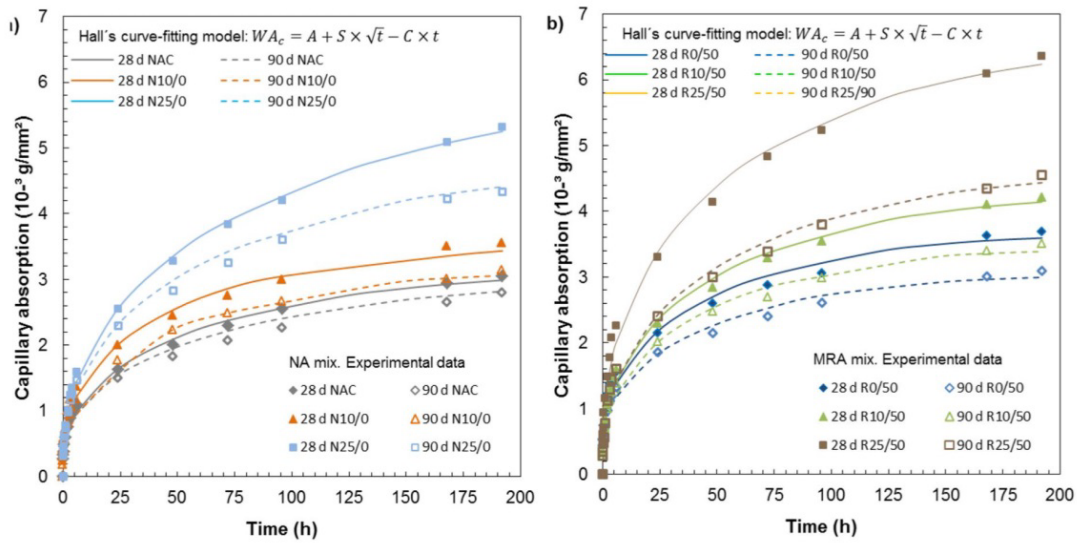 ı)
Hall´s curve-fitting model: WA_c = A + S × √t − C × t
28 d NAC 90 d NAC
28 d N10/0 90 d N10/0
28 d N25/0 90 d N25/0
Capillary absorption (10-³ g/mm²)
7
6
5
4
3
2
1
0
NA mix. Experimental data
28 d NAC 90 d NAC
28 d N10/0 90 d N10/0
28 d N25/0 90 d N25/0
0 25 50 75 100 125 150 175 200
Time (h)
b)
Hall´s curve-fitting model: WA_c = A + S × √t − C × t
28 d R0/50 90 d R0/50
28 d R10/50 90 d R10/50
28 d R25/50 90 d R25/90
Capillary absorption (10-³ g/mm²)
7
6
5
4
3
2
1
0
MRA mix. Experimental data
28 d R0/50 90 d R0/50
28 d R10/50 90 d R10/50
28 d R25/50 90 d R25/50
0 25 50 75 100 125 150 175 200
Time (h)